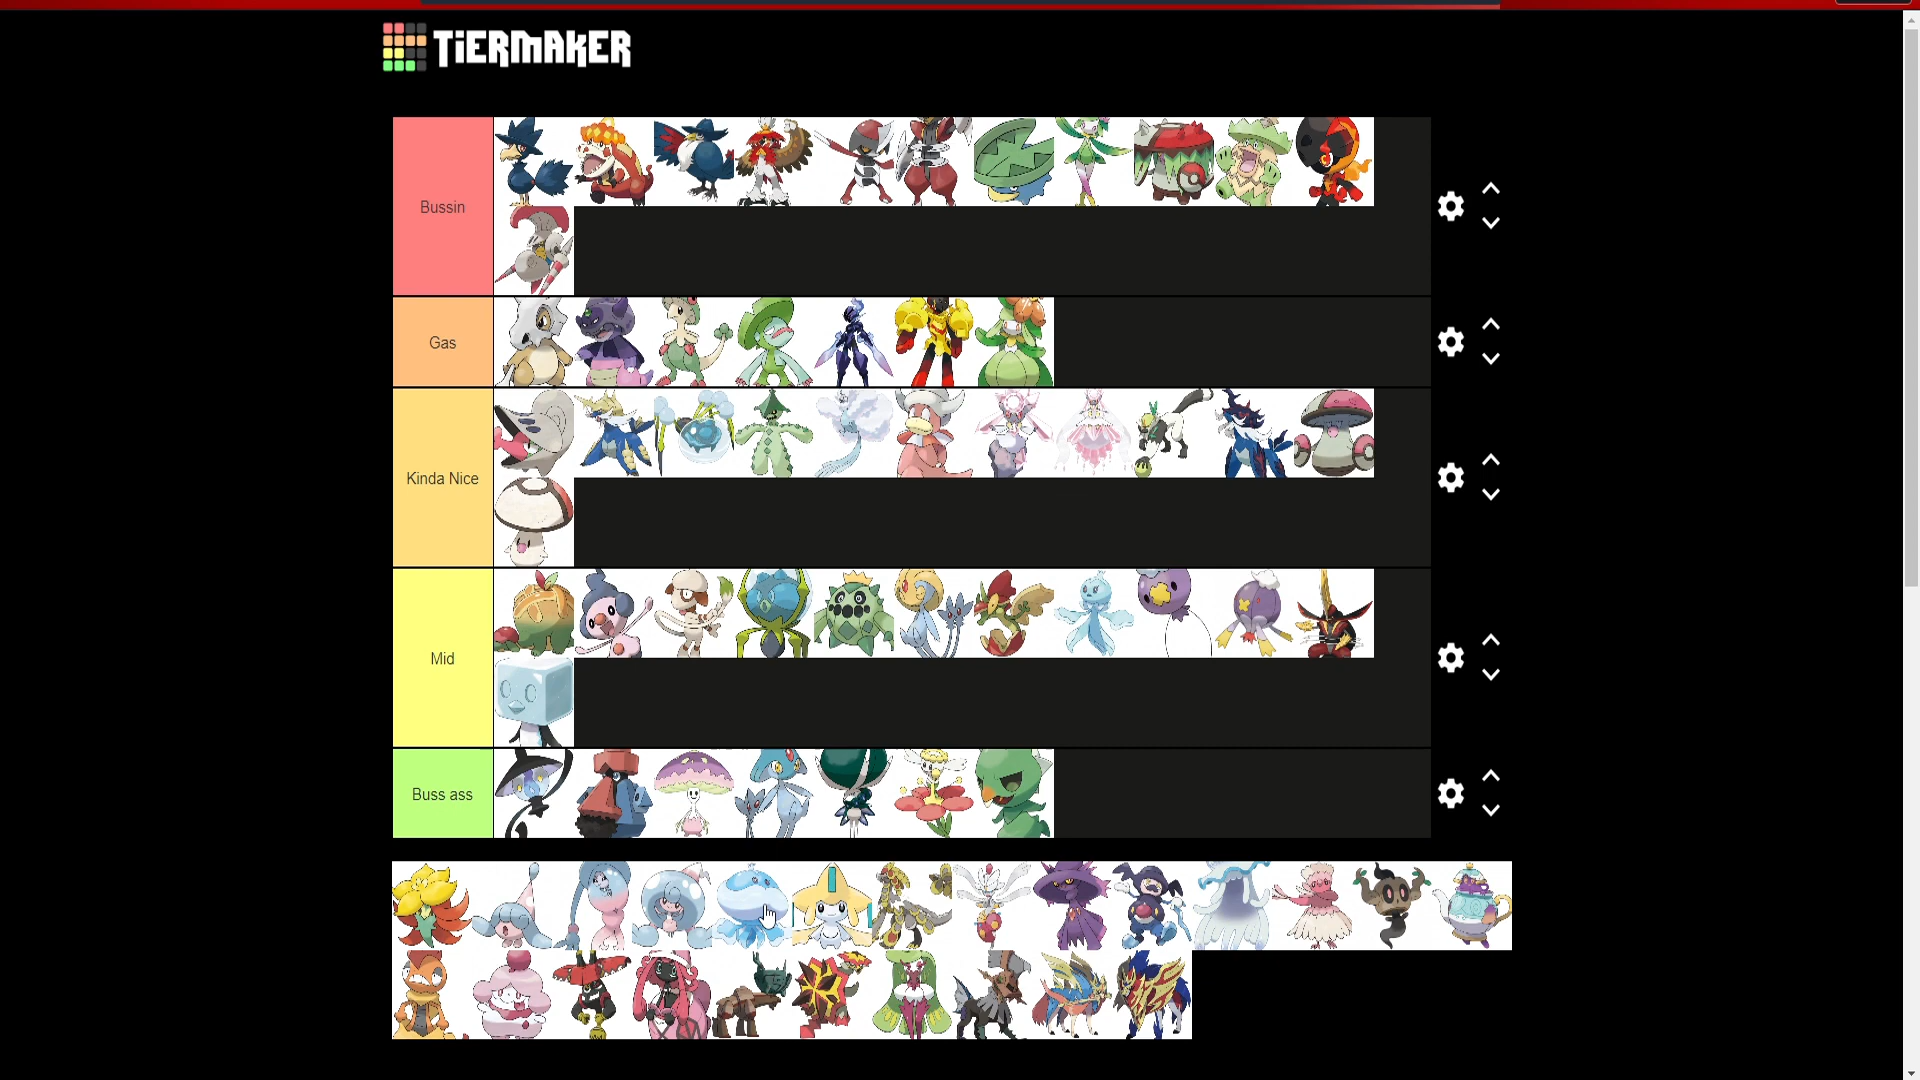 TiERMAKER
Bussin
Gas
Kinda Nice
Mid
Buss ass